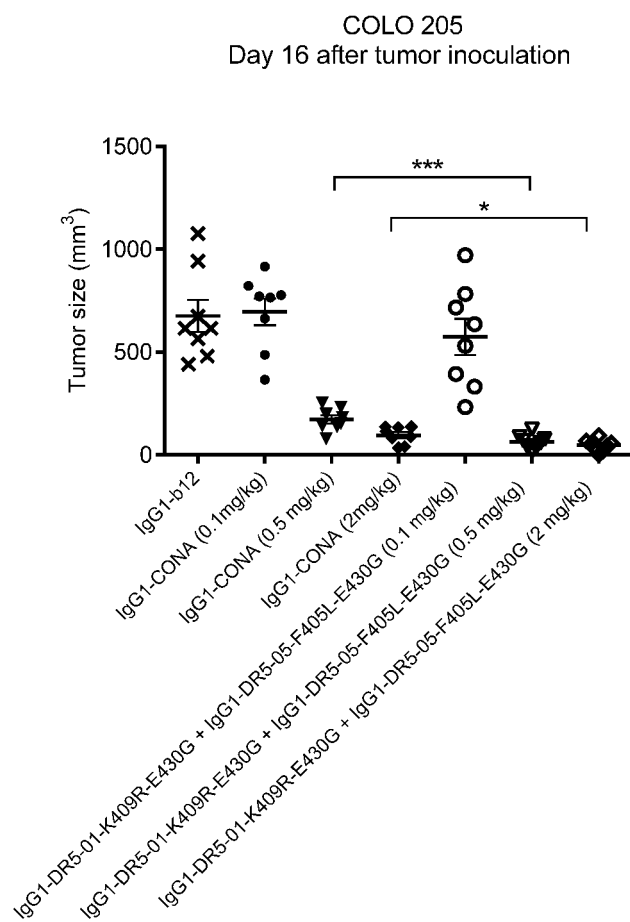 COLO 205
Day 16 after tumor inoculation
1500
1000
500
0
Tumor size (mm³)
***
*
IgG1-b12
IgG1-CONA (0.1mg/kg)
IgG1-CONA (0.5 mg/kg)
IgG1-CONA (2mg/kg)
IgG1-DR5-01-K409R-E430G + IgG1-DR5-05-F405L-E430G (0.1 mg/kg)
IgG1-DR5-01-K409R-E430G + IgG1-DR5-05-F405L-E430G (0.5 mg/kg)
IgG1-DR5-01-K409R-E430G + IgG1-DR5-05-F405L-E430G (2 mg/kg)